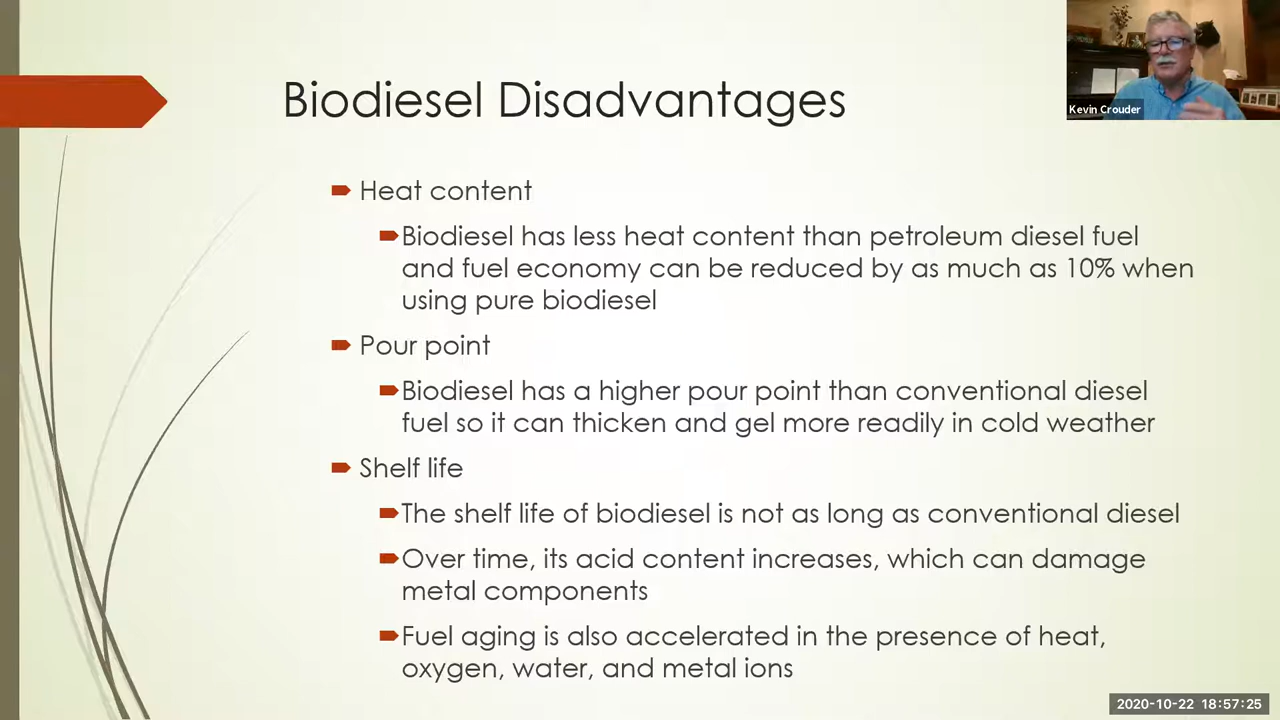 Biodiesel Disadvantages
Kevin Crouder
Heat content
Biodiesel has less heat content than petroleum diesel fuel
and fuel economy can be reduced by as much as 10% when
using pure biodiesel
Pour point
Biodiesel has a higher pour point than conventional diesel
fuel so it can thicken and gel more readily in cold weather
Shelf life
The shelf life of biodiesel is not as long as conventional diesel
Over time, its acid content increases, which can damage
metal components
Fuel aging is also accelerated in the presence of heat,
oxygen, water, and metal ions
2020-10-22 18:57:25